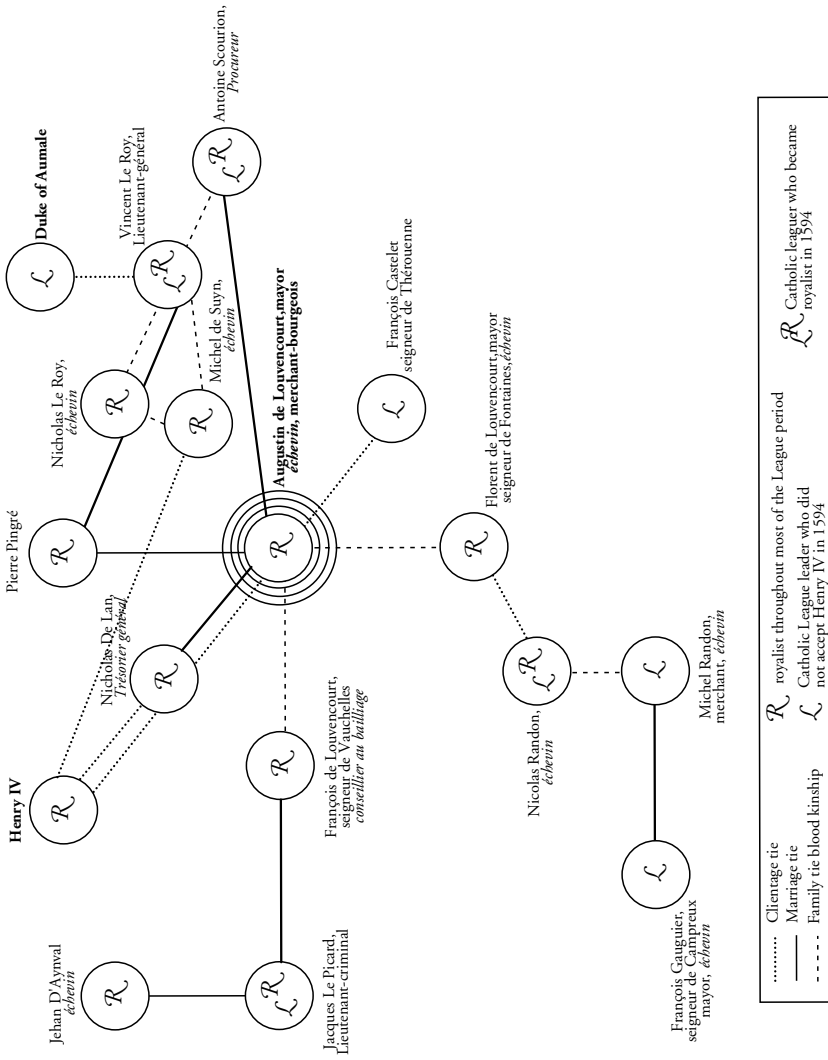 Duke of Aumale
Vincent Le Roy,
Lieutenant-général
Antoine Scourion,
Procureur
Nicholas Le Roy,
échevin
Michel de Suyn,
échevin
Pierre Pingré
Augustin de Louvencourt,mayor
échevin, merchant-bourgeois
François Castelet
seigneur de Thérouenne
Nicholas De Lan,
Trésorier général
Henry IV
Florent de Louvencourt,mayor
seigneur de Fontaines,échevin
François de Louvencourt,
seigneur de Vauchelles
conseillier au bailliage
Nicolas Randon,
échevin
Michel Randon,
merchant, échevin
Jehan D'Aynval
échevin
Jacques Le Picard,
Lieutenant-criminal
François Gauguier,
seigneur de Campreux
mayor, échevin
R
R
R
R
R
R
R
R
R
L
L
L
L
LR
LR
LR
LR
Clientage tie
Marriage tie
Family tie blood kinship
R royalist throughout most of the League period
L Catholic League leader who did
not accept Henry IV in 1594
LR Catholic leaguer who became
royalist in 1594